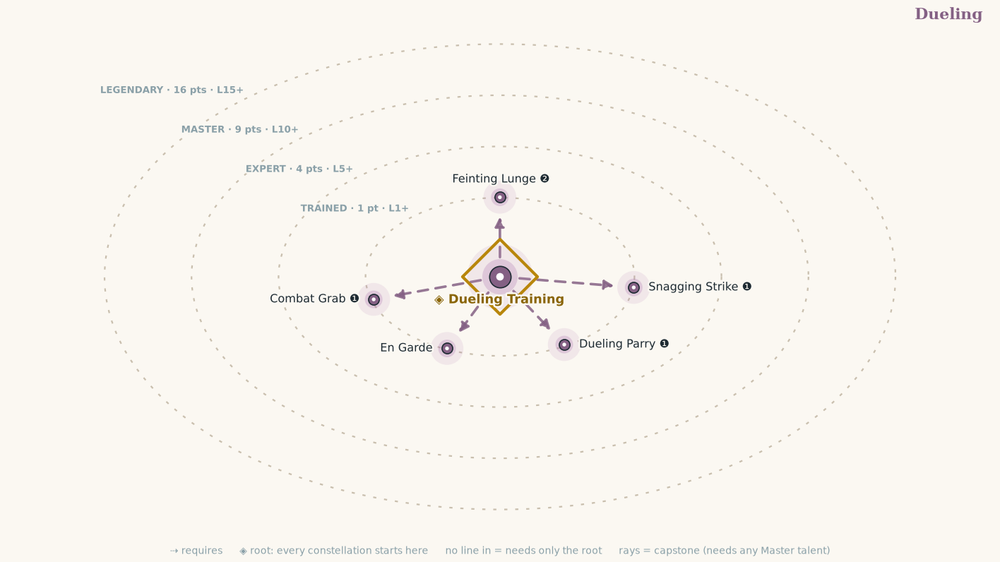 Dueling
LEGENDARY · 16 pts · L15+
MASTER · 9 pts · L10+
EXPERT · 4 pts · L5+
Feinting Lunge ❷
TRAINED · 1 pt · L1+
Snagging Strike ❶
Combat Grab ❶
◈ Dueling Training
Dueling Parry ❶
En Garde
⇢ requires ◈ root: every constellation starts here no line in = needs only the root rays = capstone (needs any Master talent)